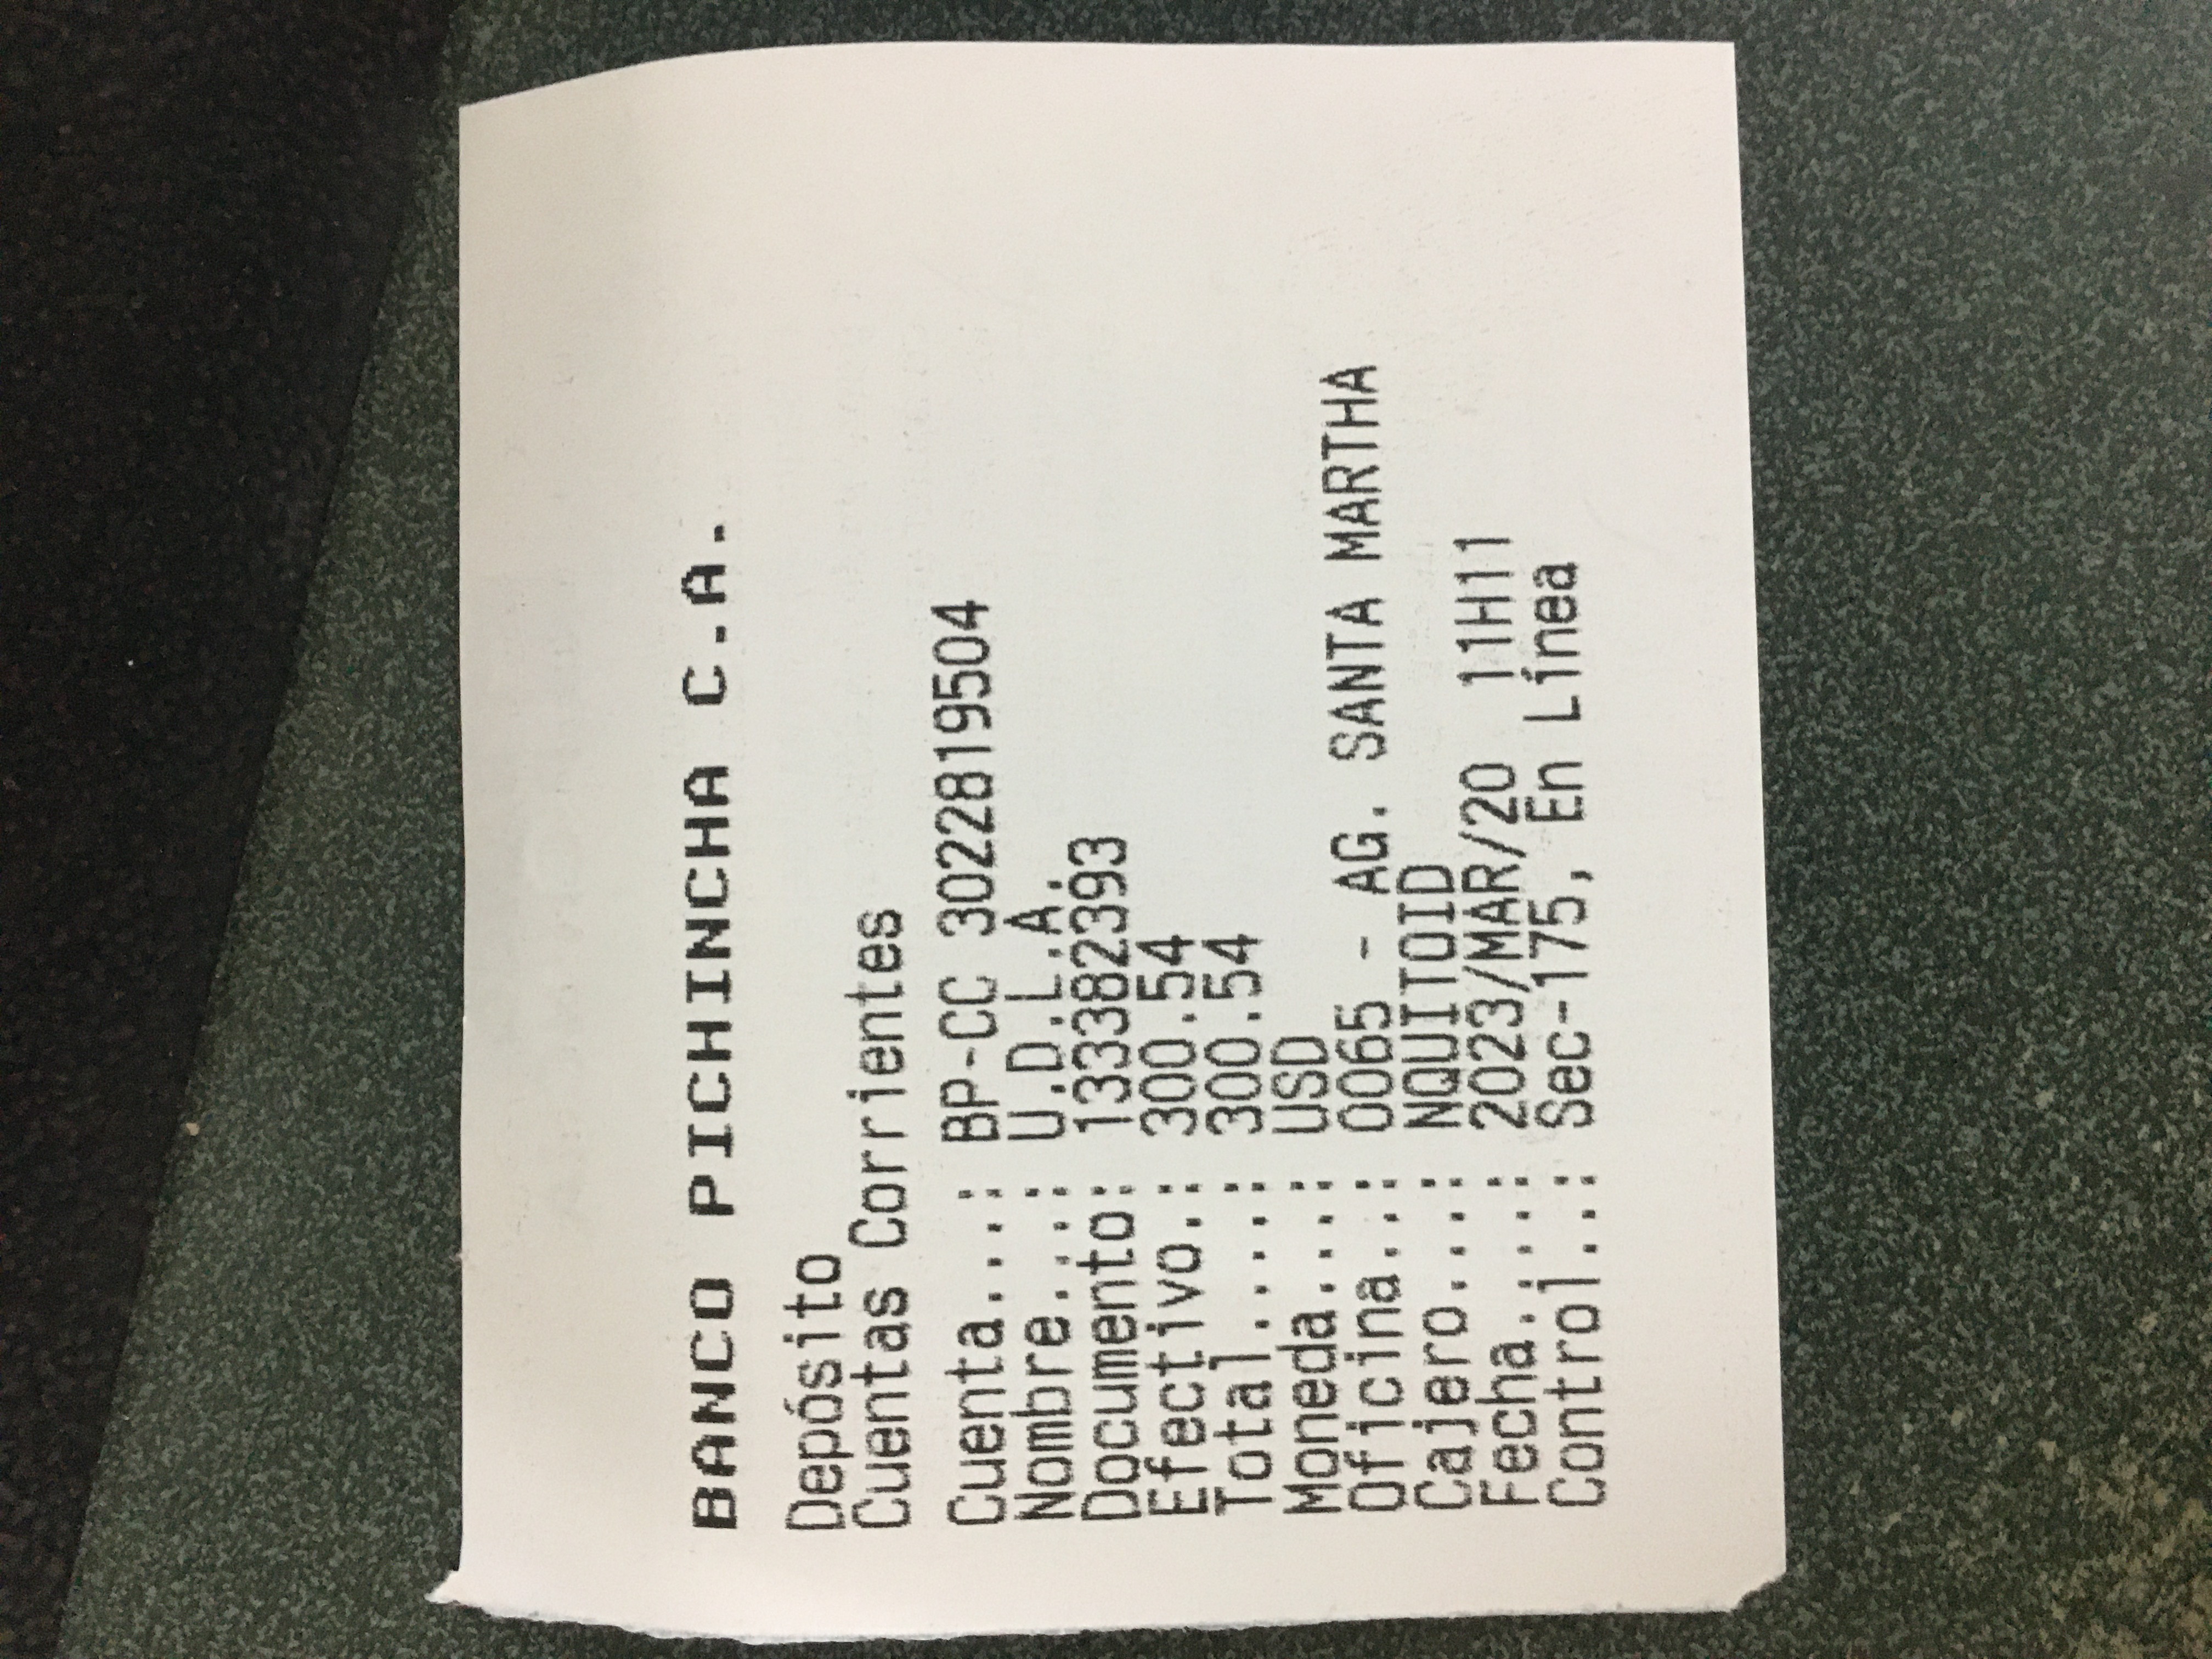 BANCO PICHINCHA C.A.
Depósito
Cuentas Corrientes
Cuenta....: BP-CC 3022819504
Nombre....: U.D.L.A.
Documento: 1333882393
Efectivo.: 300.54
Total.....: 300.54
Moneda....: USD
Oficina...: 0065 - AG. SANTA MARTHA
Cajero....: NQUITOID
Fecha.....: 2023/MAR/20 11H11
Control...: Sec-175, En Línea